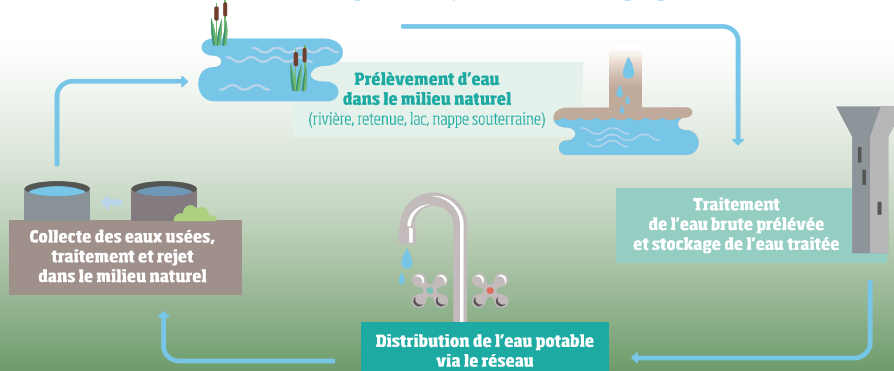 Prélèvement d'eau
dans le milieu naturel
(rivière, retenue, lac, nappe souterraine)
Traitement
de l'eau brute prélévée
et stockage de l'eau traitée
Collecte des eaux usées,
traitement et rejet
dans le milieu naturel
Distribution de l'eau potable
via le réseau